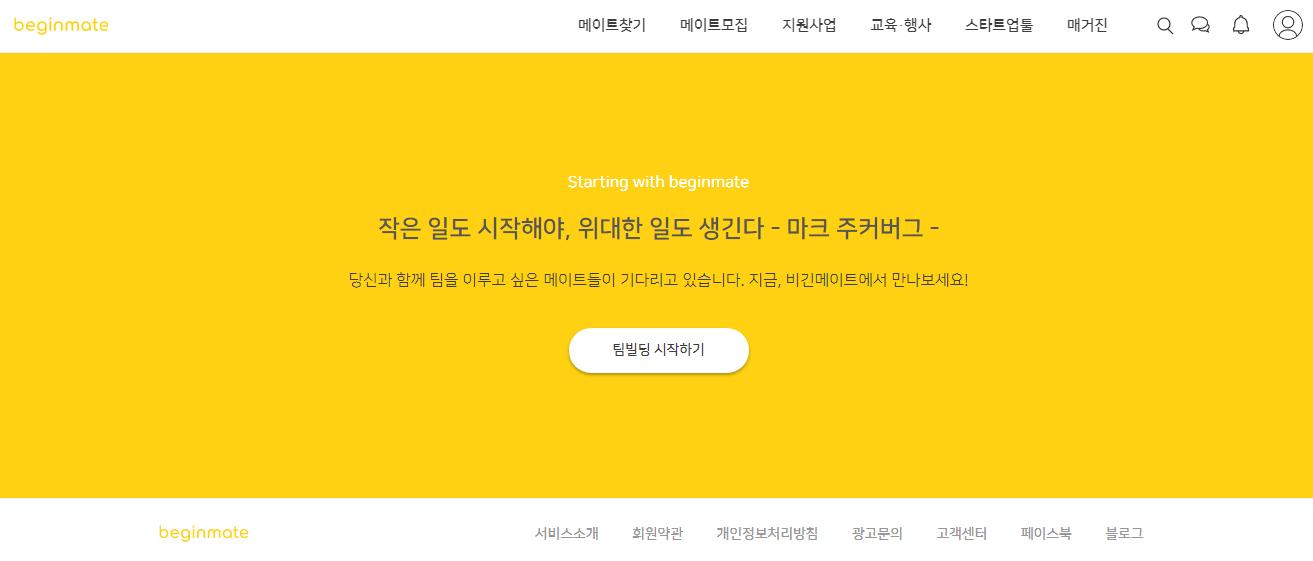 beginmate 메이트찾기 메이트모집 지원사업 교육·행사 스타트업툴 매거진
Starting with beginmate
작은 일도 시작해야, 위대한 일도 생긴다 - 마크 주커버그 -
당신과 함께 팀을 이루고 싶은 메이트들이 기다리고 있습니다. 지금, 비긴메이트에서 만나보세요!
팀빌딩 시작하기
beginmate 서비스소개 회원약관 개인정보처리방침 광고문의 고객센터 페이스북 블로그